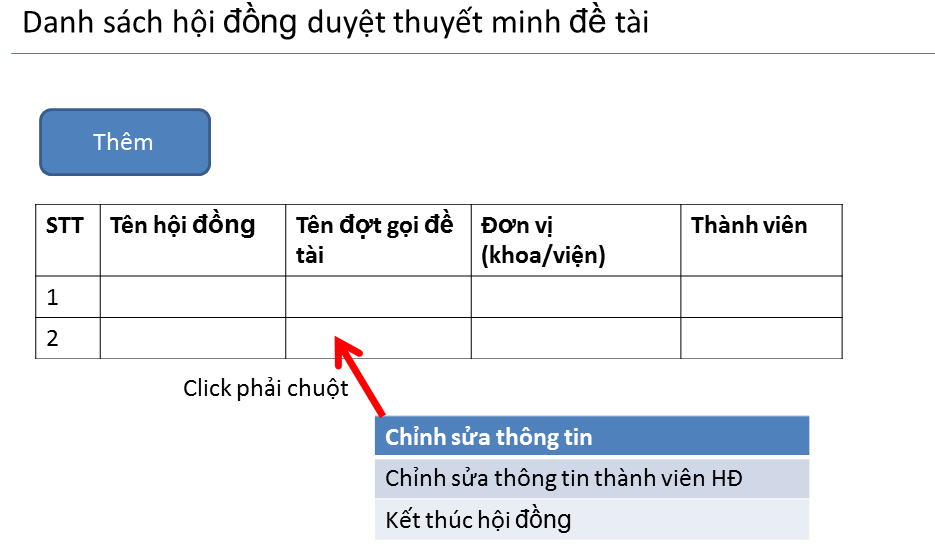 Danh sách hội đồng duyệt thuyết minh đề tài
Thêm
STT Tên hội đồng Tên đợt gọi đề Đơn vị Thành viên
tài (khoa/viện)
1
2
Click phải chuột
Chỉnh sửa thông tin
Chỉnh sửa thông tin thành viên HĐ
Kết thúc hội đồng